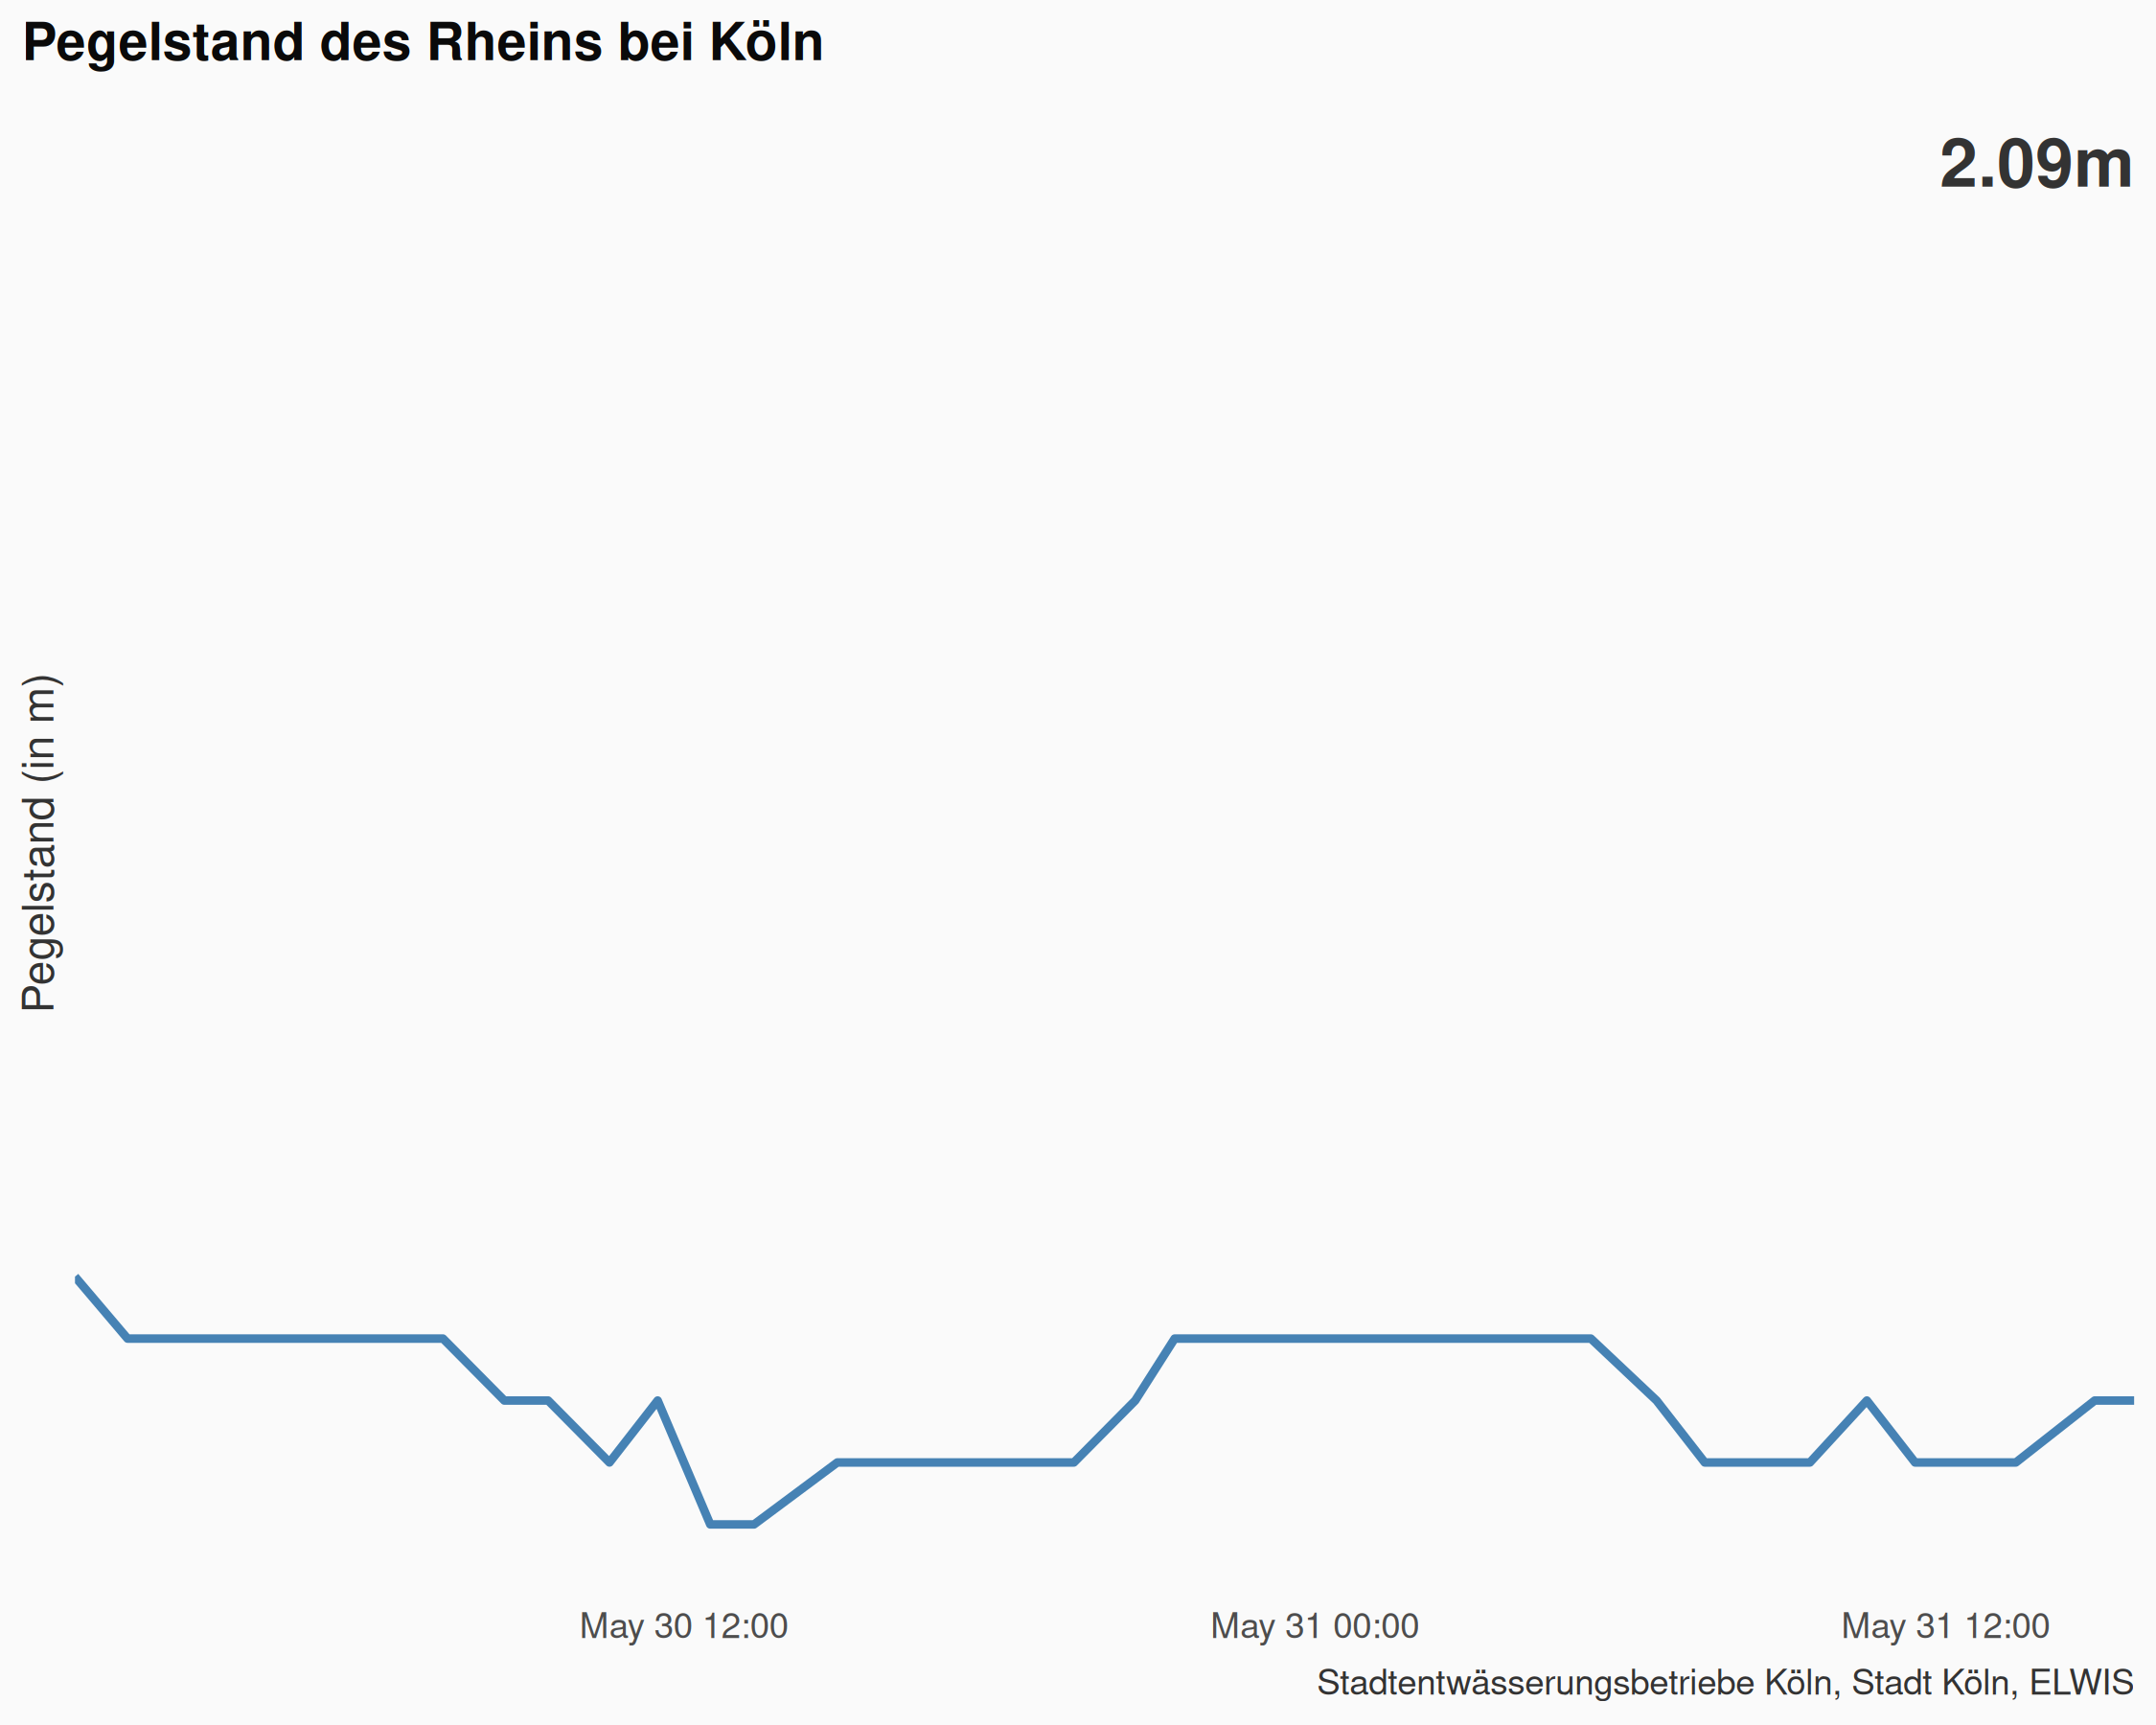 Pegelstand des Rheins bei Köln
2.09m
Pegelstand (in m)
May 30 12:00
May 31 00:00
May 31 12:00
Stadtentwässerungsbetriebe Köln, Stadt Köln, ELWIS